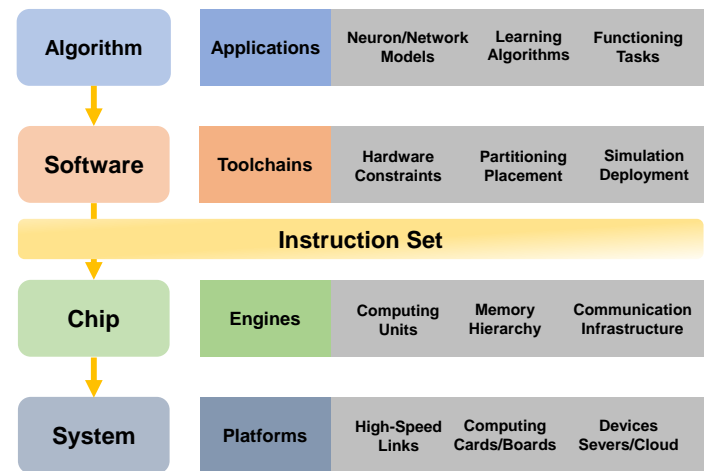 Algorithm
Applications
Neuron/Network
Models
Learning
Algorithms
Functioning
Tasks
Software
Toolchains
Hardware
Constraints
Partitioning
Placement
Simulation
Deployment
Instruction Set
Chip
Engines
Computing
Units
Memory
Hierarchy
Communication
Infrastructure
System
Platforms
High-Speed
Links
Computing
Cards/Boards
Devices
Severs/Cloud